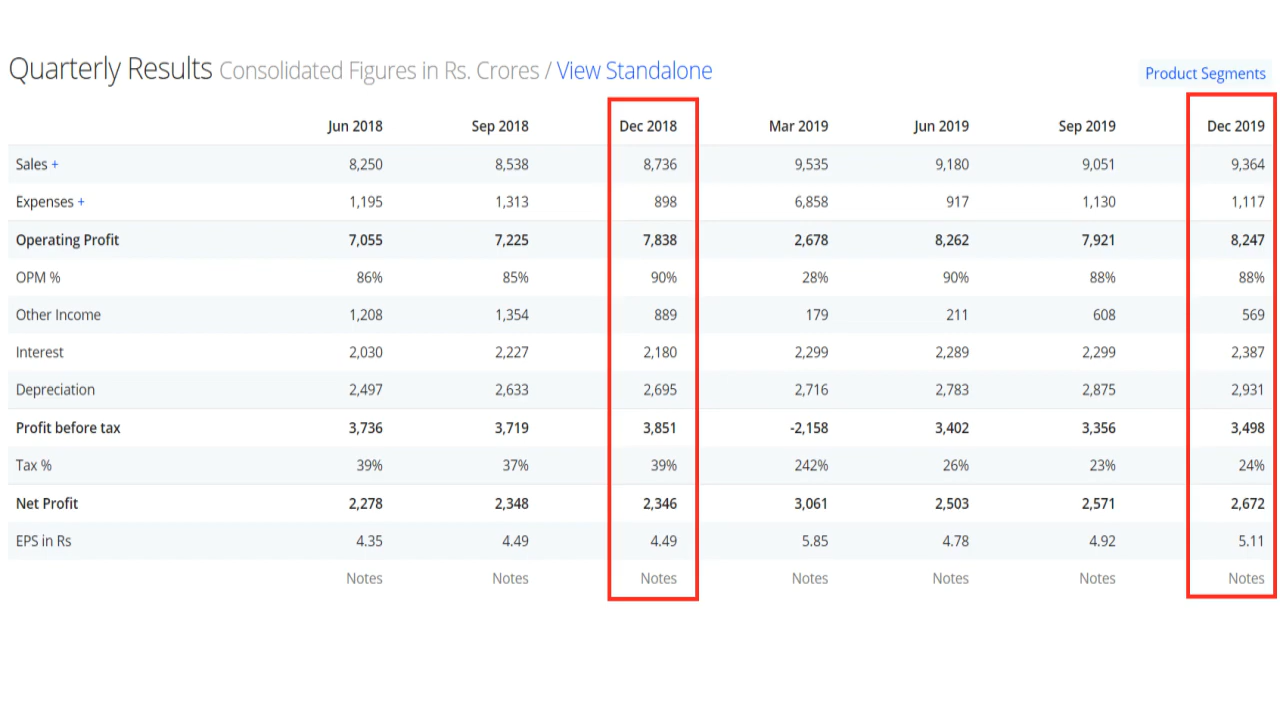 Quarterly Results Consolidated Figures in Rs. Crores / View Standalone
Product Segments
Jun 2018 Sep 2018 Dec 2018 Mar 2019 Jun 2019 Sep 2019 Dec 2019
Sales + 8,250 8,538 8,736 9,535 9,180 9,051 9,364
Expenses + 1,195 1,313 898 6,858 917 1,130 1,117
Operating Profit 7,055 7,225 7,838 2,678 8,262 7,921 8,247
OPM % 86% 85% 90% 28% 90% 88% 88%
Other Income 1,208 1,354 889 179 211 608 569
Interest 2,030 2,227 2,180 2,299 2,289 2,299 2,387
Depreciation 2,497 2,633 2,695 2,716 2,783 2,875 2,931
Profit before tax 3,736 3,719 3,851 -2,158 3,402 3,356 3,498
Tax % 39% 37% 39% 242% 26% 23% 24%
Net Profit 2,278 2,348 2,346 3,061 2,503 2,571 2,672
EPS in Rs 4.35 4.49 4.49 5.85 4.78 4.92 5.11
Notes Notes Notes Notes Notes Notes Notes